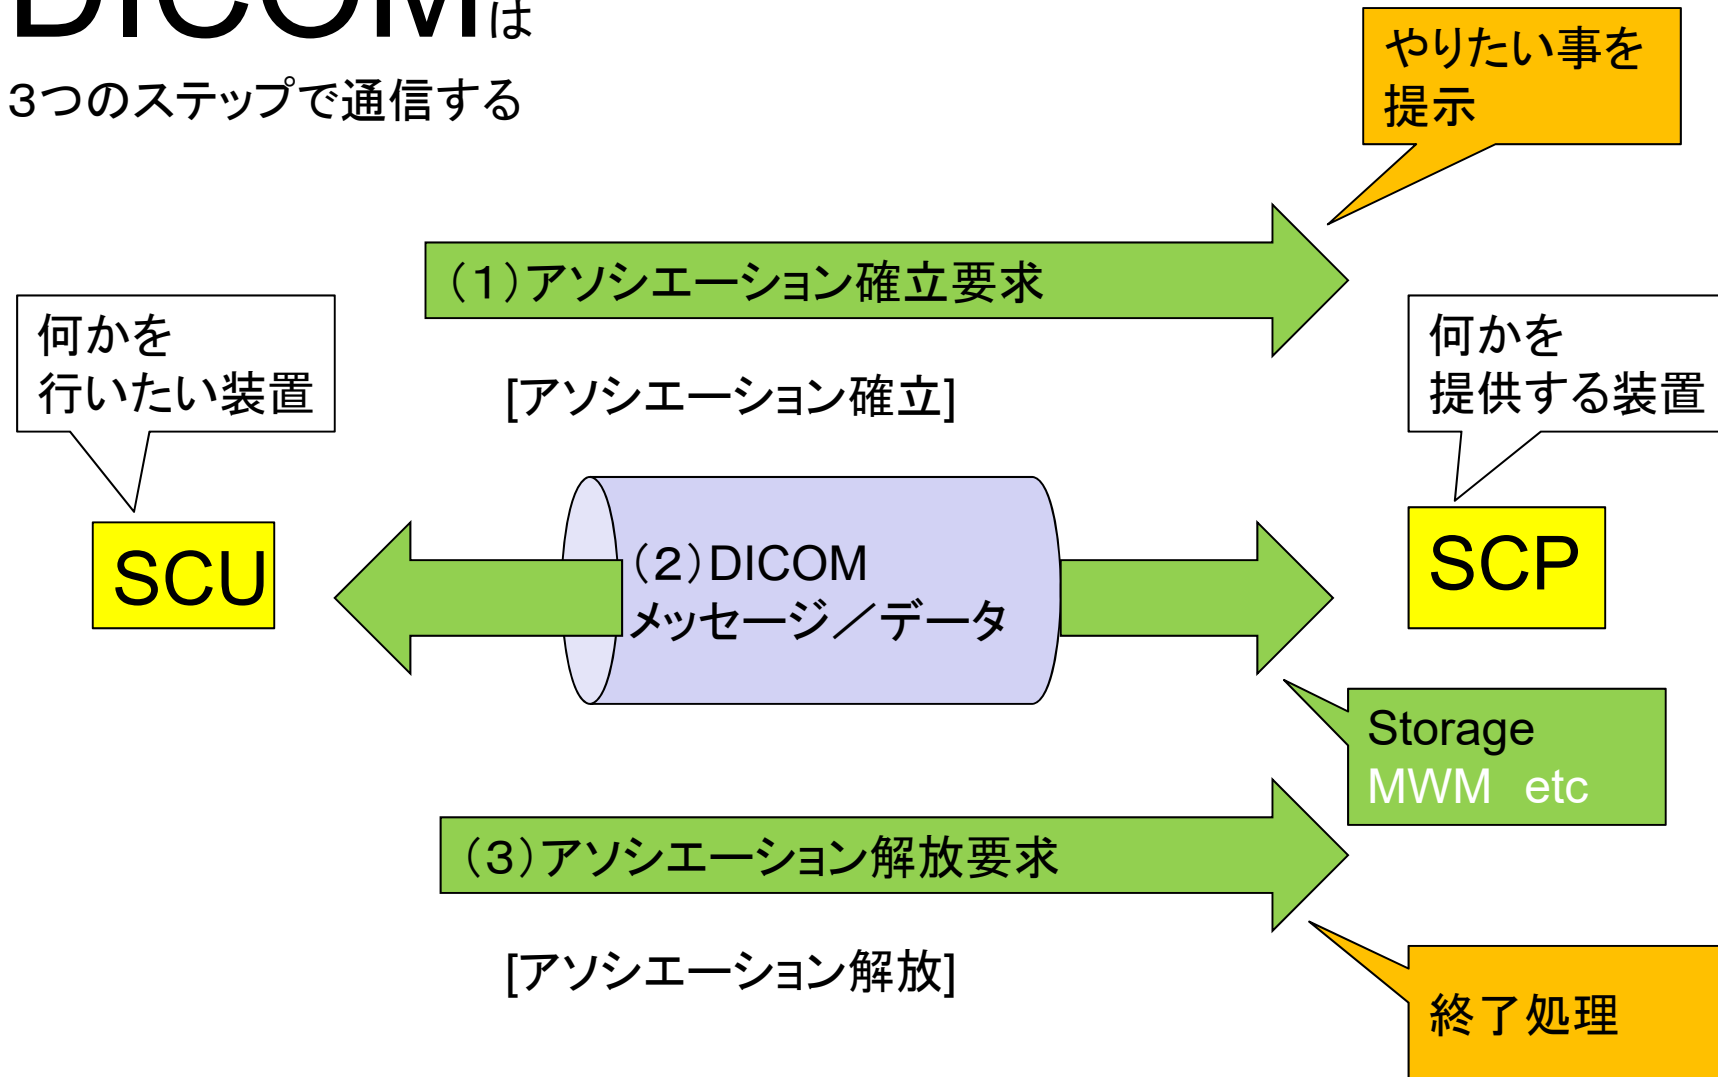 DICOMは
３つのステップで通信する
やりたい事を
提示
（１）アソシエーション確立要求
何かを
行いたい装置
何かを
提供する装置
[アソシエーション確立]
SCU
（２）DICOM
メッセージ／データ
SCP
Storage
MWM　etc
（３）アソシエーション解放要求
[アソシエーション解放]
終了処理